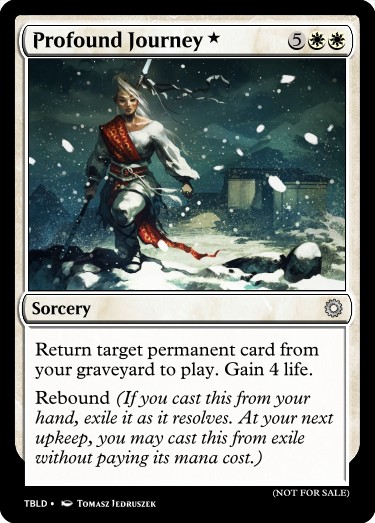 Profound Journey ★ 5
Sorcery
Return target permanent card from
your graveyard to play. Gain 4 life.
Rebound (If you cast this from your
hand, exile it as it resolves. At your next
upkeep, you may cast this from exile
without paying its mana cost.)
(NOT FOR SALE)
TBLD • Tomasz Jedruszek